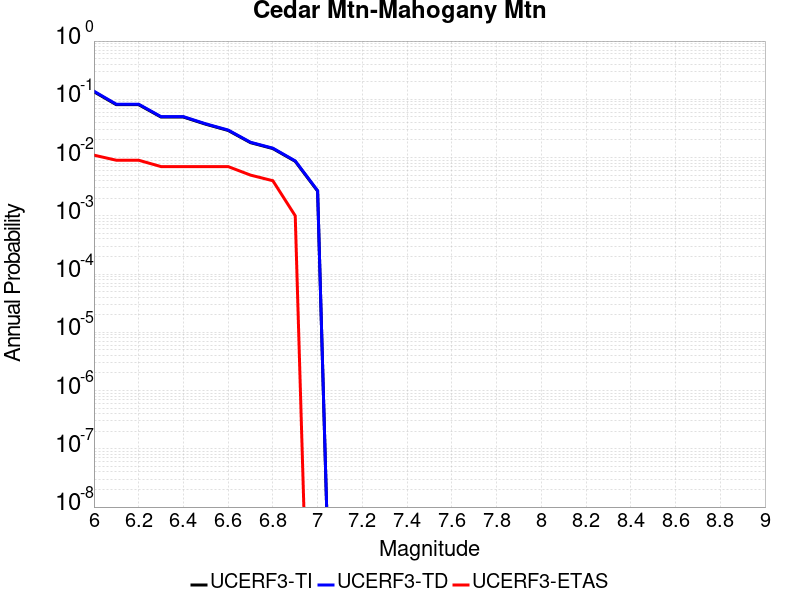 Cedar Mtn-Mahogany Mtn
Annual Probability
10^0
10^-1
10^-2
10^-3
10^-4
10^-5
10^-6
10^-7
10^-8
6 6.2 6.4 6.6 6.8 7 7.2 7.4 7.6 7.8 8 8.2 8.4 8.6 8.8 9
Magnitude
UCERF3-TI UCERF3-TD UCERF3-ETAS